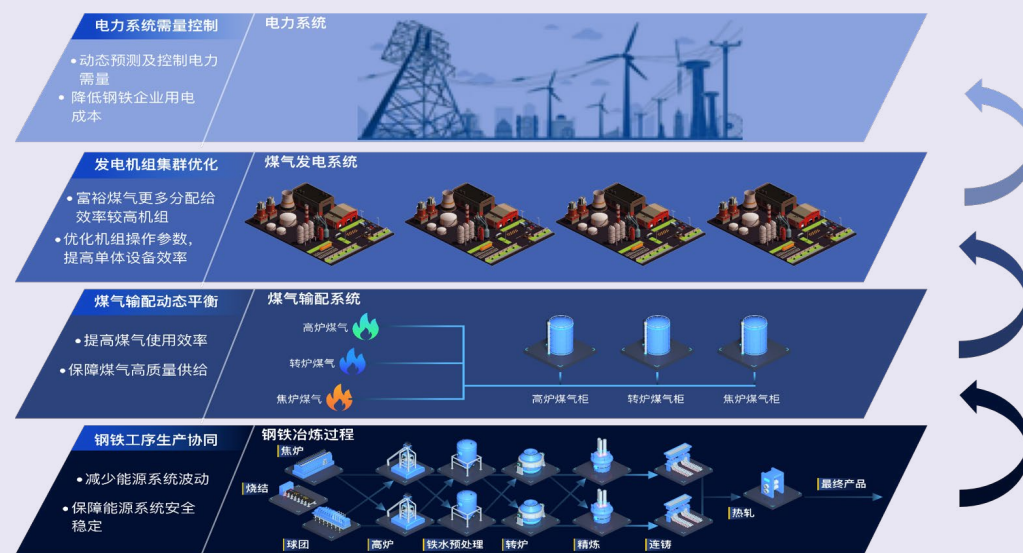 电力系统需量控制
电力系统
•动态预测及控制电力
需量
•降低钢铁企业用电
成本
发电机组集群优化
煤气发电系统
•富裕煤气更多分配给
效率较高机组
•优化机组操作参数，
提高单体设备效率
煤气输配动态平衡
煤气输配系统
•提高煤气使用效率
•保障煤气高质量供给
高炉煤气
转炉煤气
焦炉煤气
高炉煤气柜
转炉煤气柜
焦炉煤气柜
钢铁工序生产协同
钢铁冶炼过程
•减少能源系统波动
•保障能源系统安全
稳定
焦炉
烧结
球团
高炉
铁水预处理
转炉
精炼
连铸
热轧
最终产品